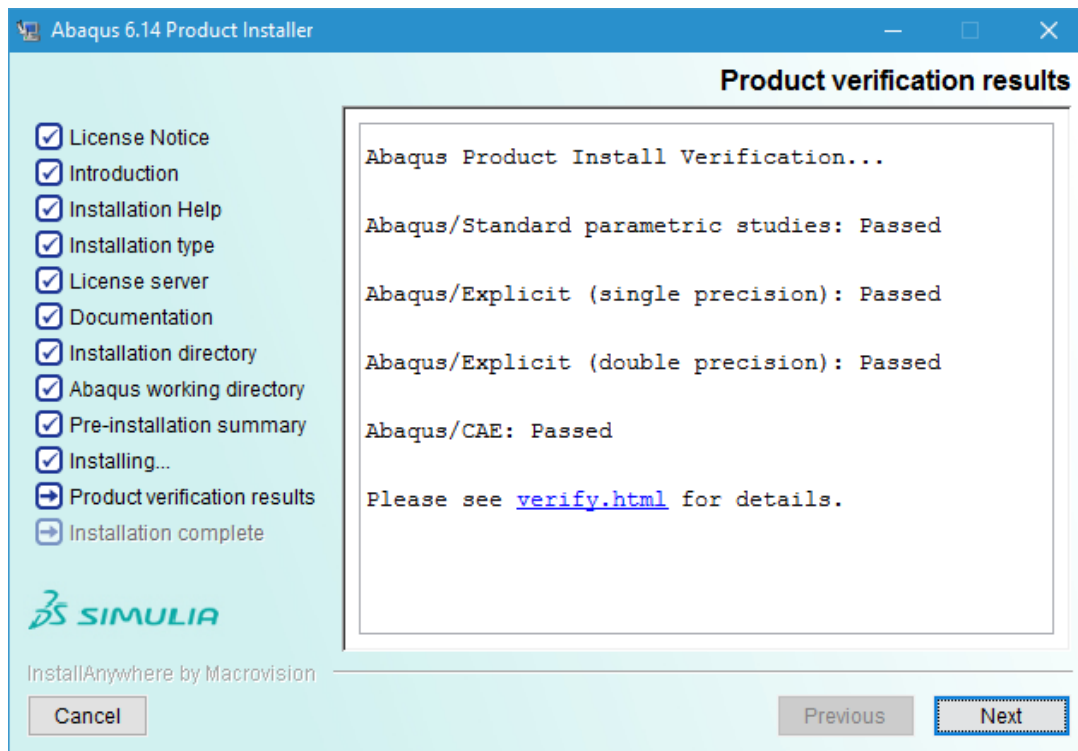 Abaqus 6.14 Product Installer
Product verification results
License Notice
Introduction
Installation Help
Installation type
License server
Documentation
Installation directory
Abaqus working directory
Pre-installation summary
Installing...
Product verification results
Installation complete
Abaqus Product Install Verification...
Abaqus/Standard parametric studies: Passed
Abaqus/Explicit (single precision): Passed
Abaqus/Explicit (double precision): Passed
Abaqus/CAE: Passed
Please see verify.html for details.
3DS SIMULIA
InstallAnywhere by Macrovision
Cancel
Previous
Next